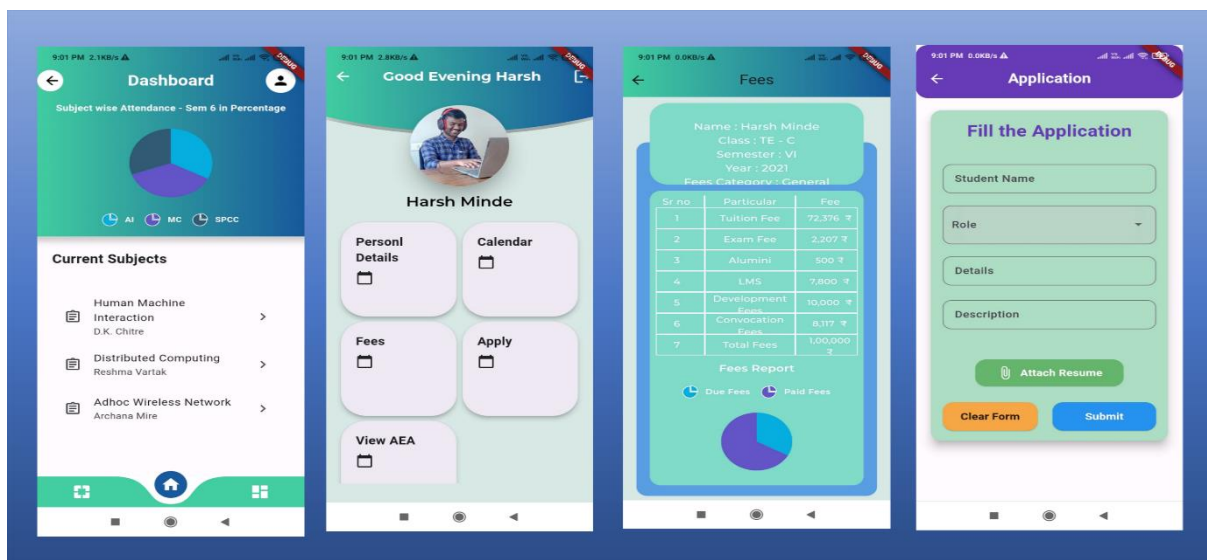 9:01 PM 2.1KB/s
DEBUG
Dashboard
Subject wise Attendance - Sem 6 in Percentage
AI MC SPCC
Current Subjects
Human Machine
Interaction
D.K. Chitre
Distributed Computing
Reshma Vartak
Adhoc Wireless Network
Archana Mire
9:01 PM 2.8KB/s
DEBUG
Good Evening Harsh
Harsh Minde
Personl
Details
Calendar
Fees
Apply
View AEA
9:01 PM 0.0KB/s
DEBUG
Fees
Name : Harsh Minde
Class : TE - C
Semester : VI
Year : 2021
Fees Category : General
Sr no Particular Fee
1 Tuition Fee 72,376 ₹
2 Exam Fee 2,207 ₹
3 Alumini 500 ₹
4 LMS 7,800 ₹
5 Development Fees 10,000 ₹
6 Convocation Fees 8,117 ₹
7 Total Fees 1,00,000 ₹
Fees Report
Due Fees Paid Fees
9:01 PM 0.0KB/s
DEBUG
Application
Fill the Application
Student Name
Role
Details
Description
Attach Resume
Clear Form Submit